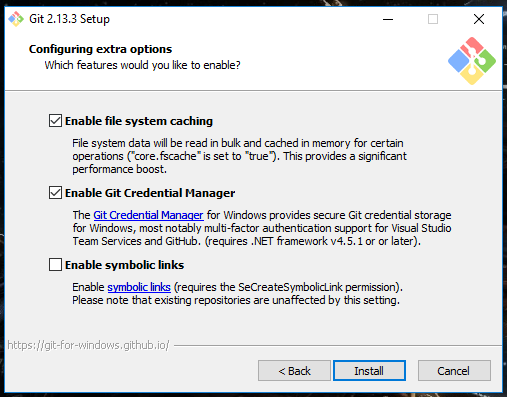 Git 2.13.3 Setup
Configuring extra options
Which features would you like to enable?
Enable file system caching
File system data will be read in bulk and cached in memory for certain
operations ("core.fscache" is set to "true"). This provides a significant
performance boost.
Enable Git Credential Manager
The Git Credential Manager for Windows provides secure Git credential storage
for Windows, most notably multi-factor authentication support for Visual Studio
Team Services and GitHub. (requires .NET framework v4.5.1 or or later).
Enable symbolic links
Enable symbolic links (requires the SeCreateSymbolicLink permission).
Please note that existing repositories are unaffected by this setting.
https://git-for-windows.github.io/
< Back
Install
Cancel